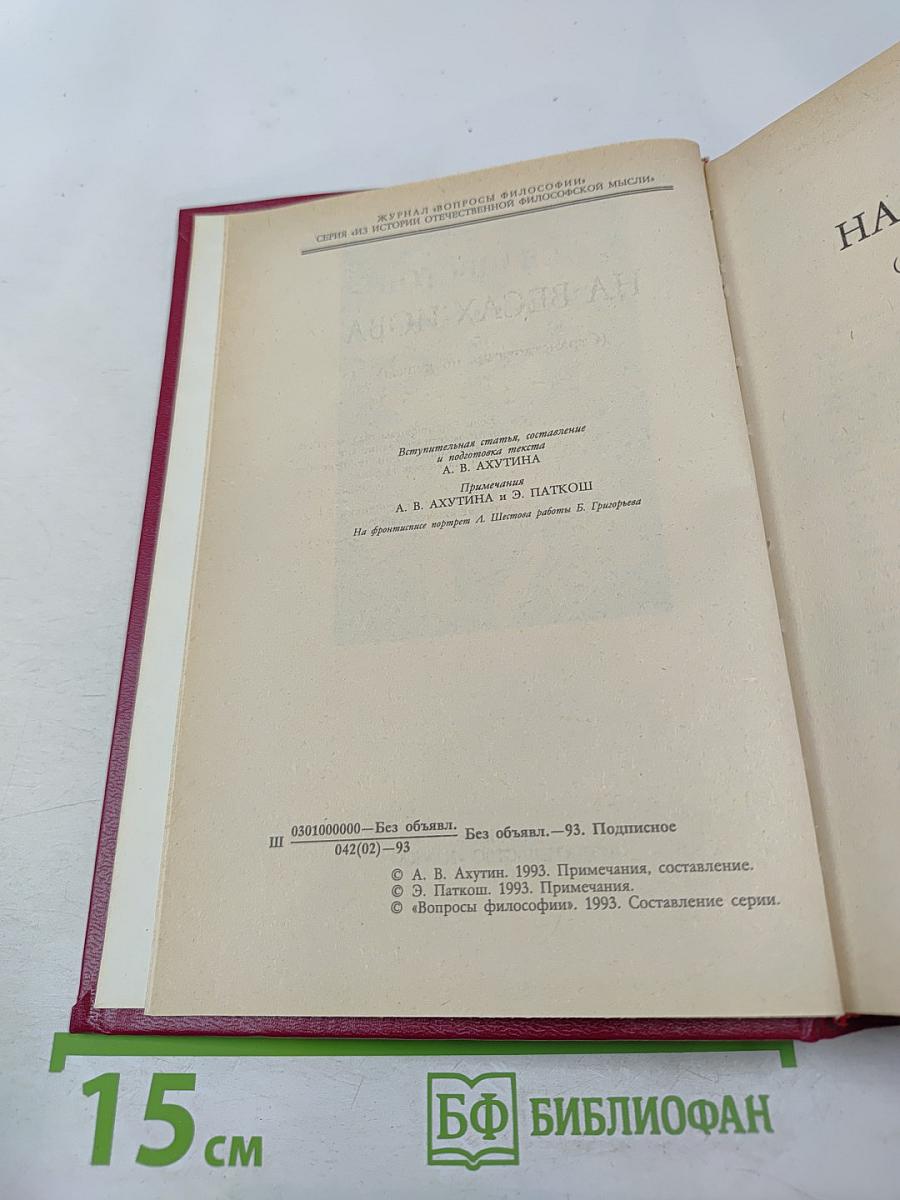 ЖУРНАЛ «ВОПРОСЫ ФИЛОСОФИИ»
СЕРИЯ «ИЗ ИСТОРИИ ОТЕЧЕСТВЕННОЙ ФИЛОСОФСКОЙ МЫСЛИ»
НА
(
Вступительная статья, составление
и подготовка текста
А. В. АХУТИНА
Примечания
А. В. АХУТИНА и Э. ПАТКОШ
На фронтисписе портрет Л. Шестова работы Б. Григорьева
Ш 0301000000—Без объявл. Без объявл.—93. Подписное
042(02)—93
© А. В. Ахутин. 1993. Примечания, составление.
© Э. Паткош. 1993. Примечания.
© «Вопросы философии». 1993. Составление серии.
15 см
БФ БИБЛИОФАН